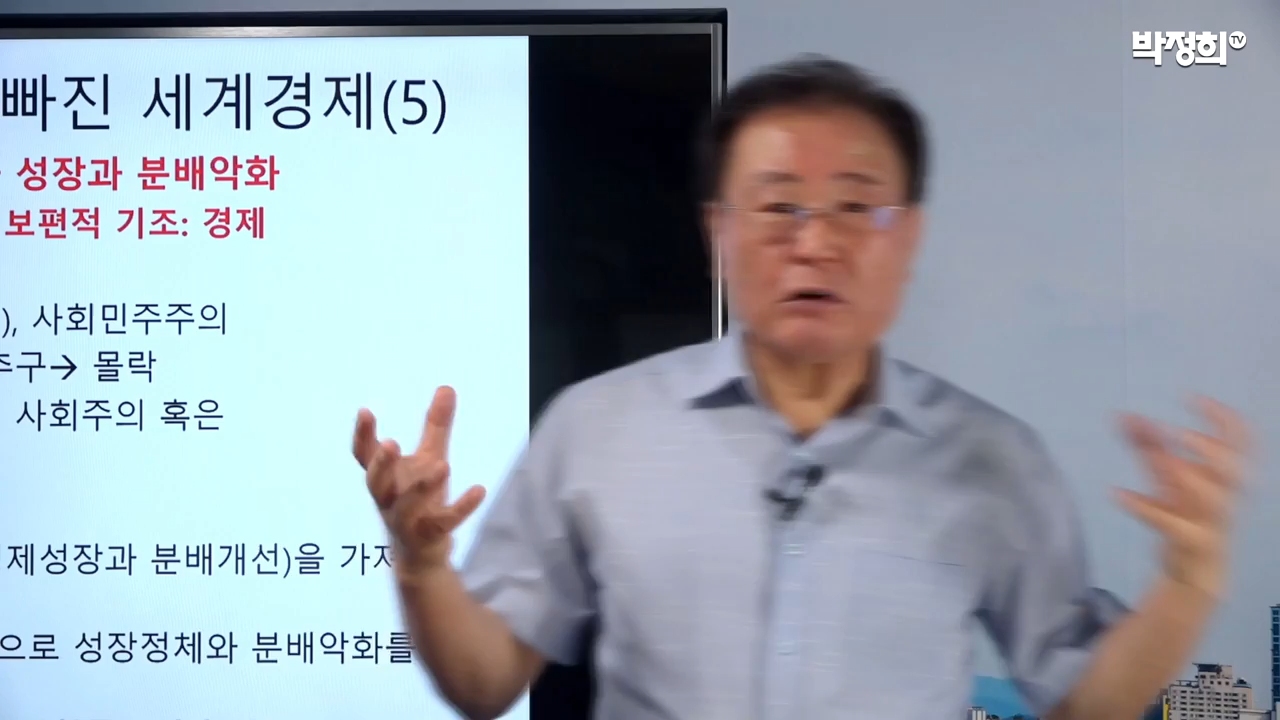 박정희TV
빠진 세계경제(5)
성장과 분배악화
보편적 기조: 경제
), 사회민주주의
추구→ 몰락
사회주의 혹은
제성장과 분배개선)을
으로 성장정체와 분배악화를